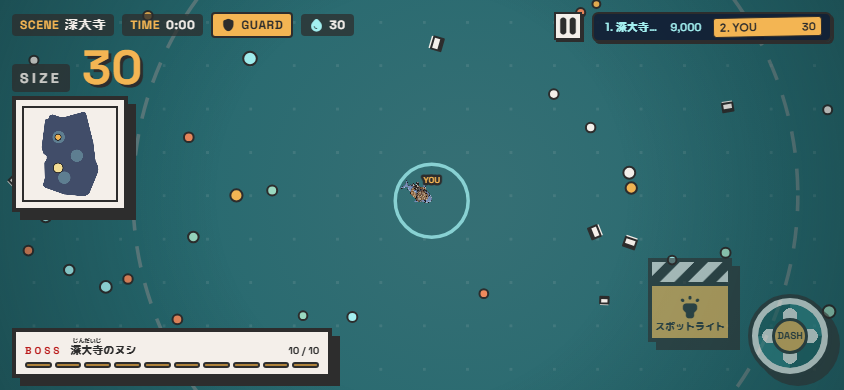 SCENE 深大寺 TIME 0:00 GUARD 30
1. 深大寺… 9,000 2. YOU 30
SIZE 30
YOU
スポットライト
DASH
じんだいじ
BOSS 深大寺のヌシ 10 / 10